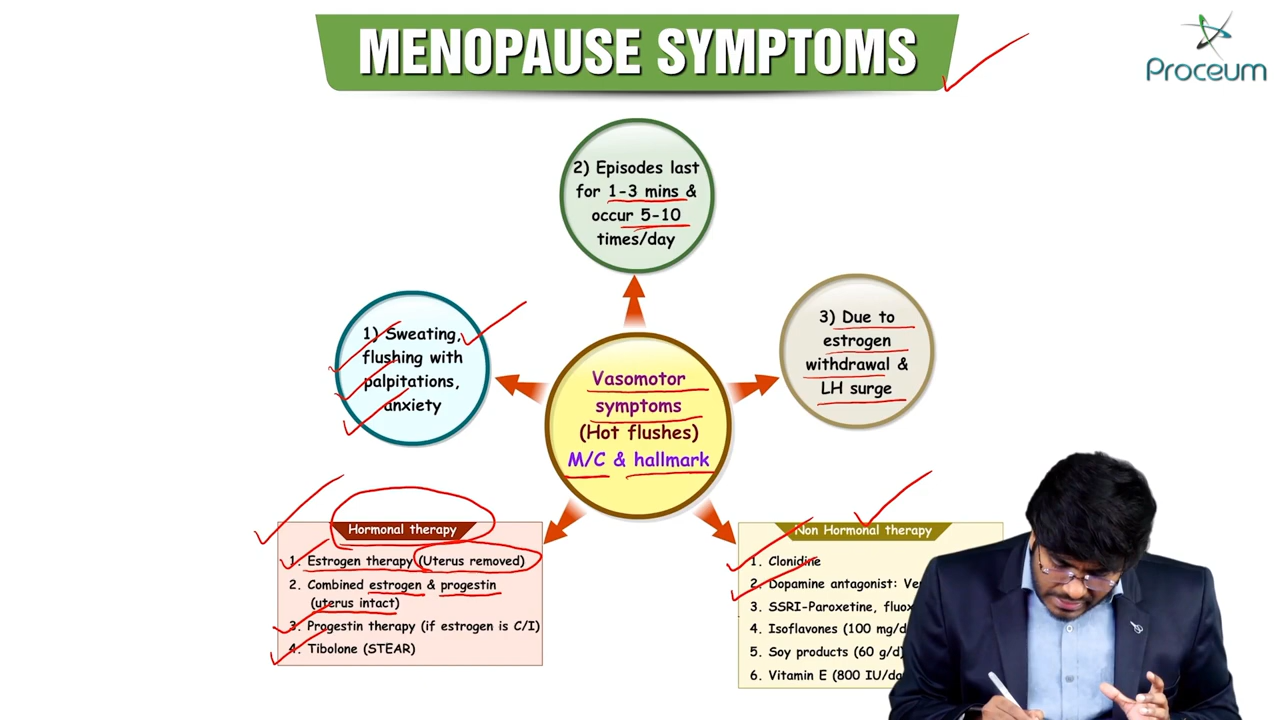 MENOPAUSE SYMPTOMS
Proceum
2) Episodes last
for 1-3 mins &
occur 5-10
times/day
1) Sweating,
flushing with
palpitations,
anxiety
3) Due to
estrogen
withdrawal &
LH surge
Vasomotor
symptoms
(Hot flushes)
M/C & hallmark
Hormonal therapy
1. Estrogen therapy (Uterus removed)
2. Combined estrogen & progestin
(uterus intact)
3. Progestin therapy (if estrogen is C/I)
4. Tibolone (STEAR)
Non Hormonal therapy
1. Clonidine
2. Dopamine antagonist:
3. SSRI-Paroxetine,
4. Isoflavones (100
5. Soy products (60 g/d)
6. Vitamin E (800